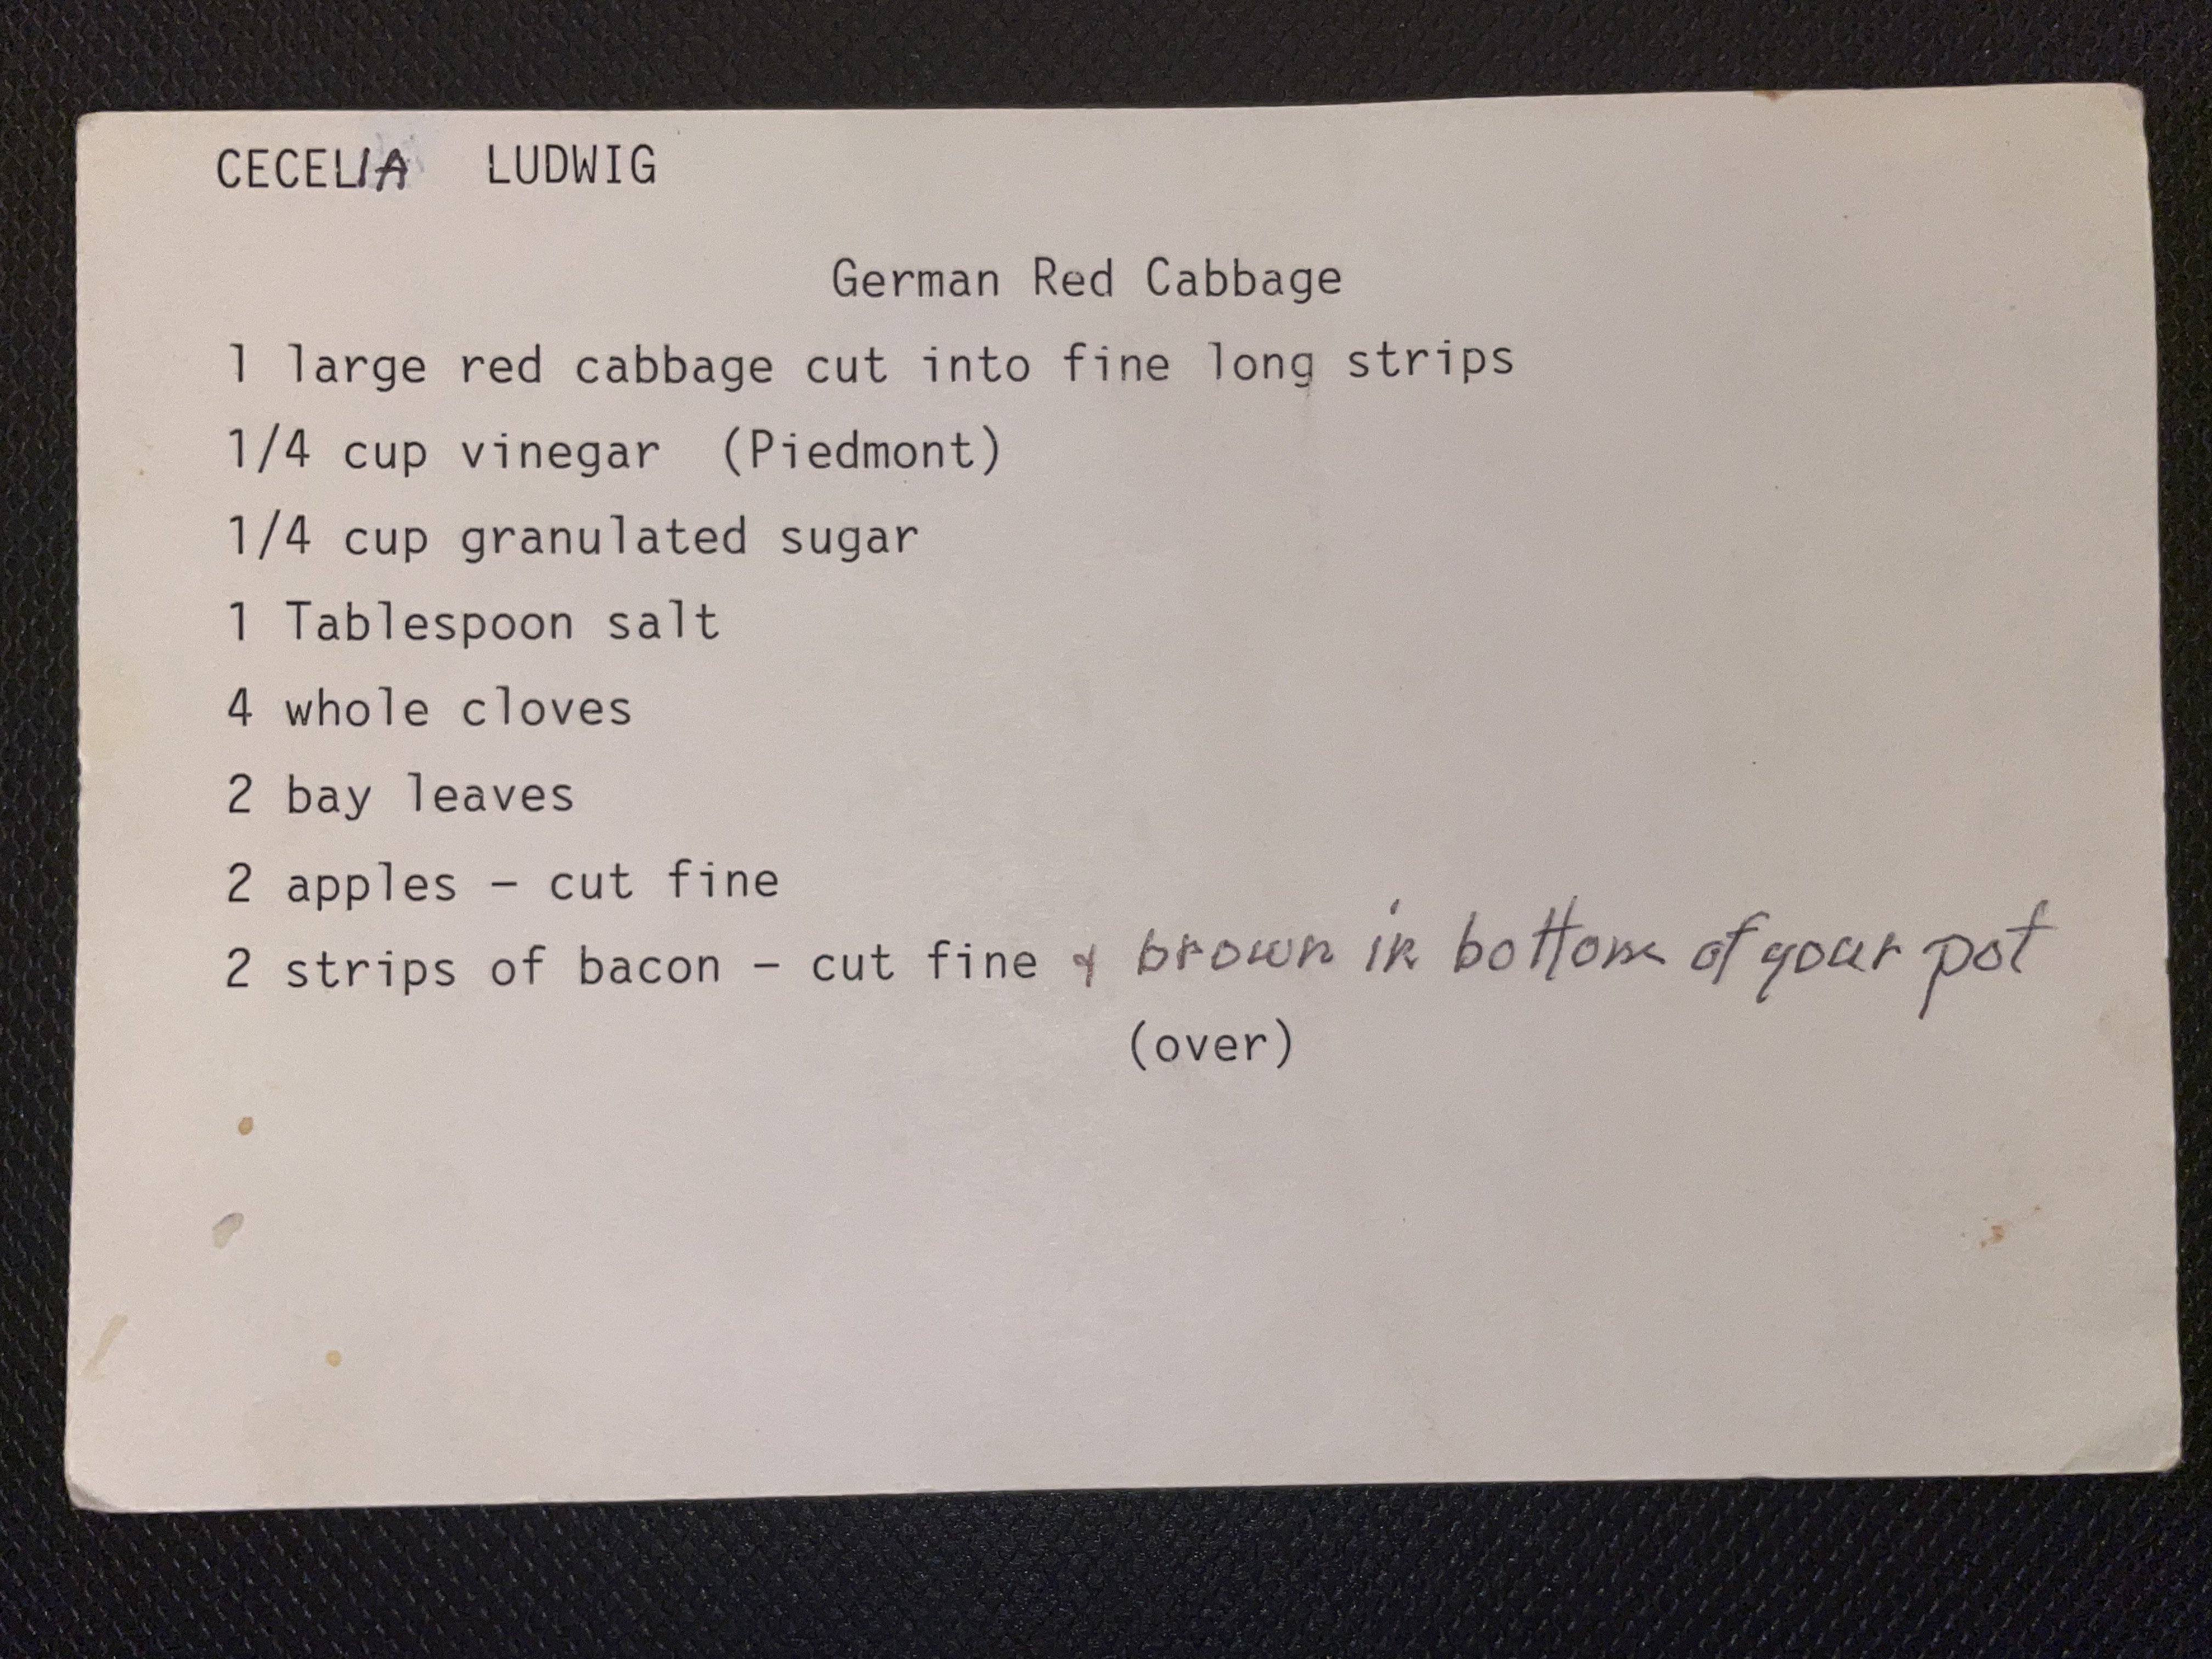 CECELIA LUDWIG
German Red Cabbage
1 large red cabbage cut into fine long strips
1/4 cup vinegar (Piedmont)
1/4 cup granulated sugar
1 Tablespoon salt
4 whole cloves
2 bay leaves
2 apples – cut fine
2 strips of bacon – cut fine & brown in bottom of your pot
(over)